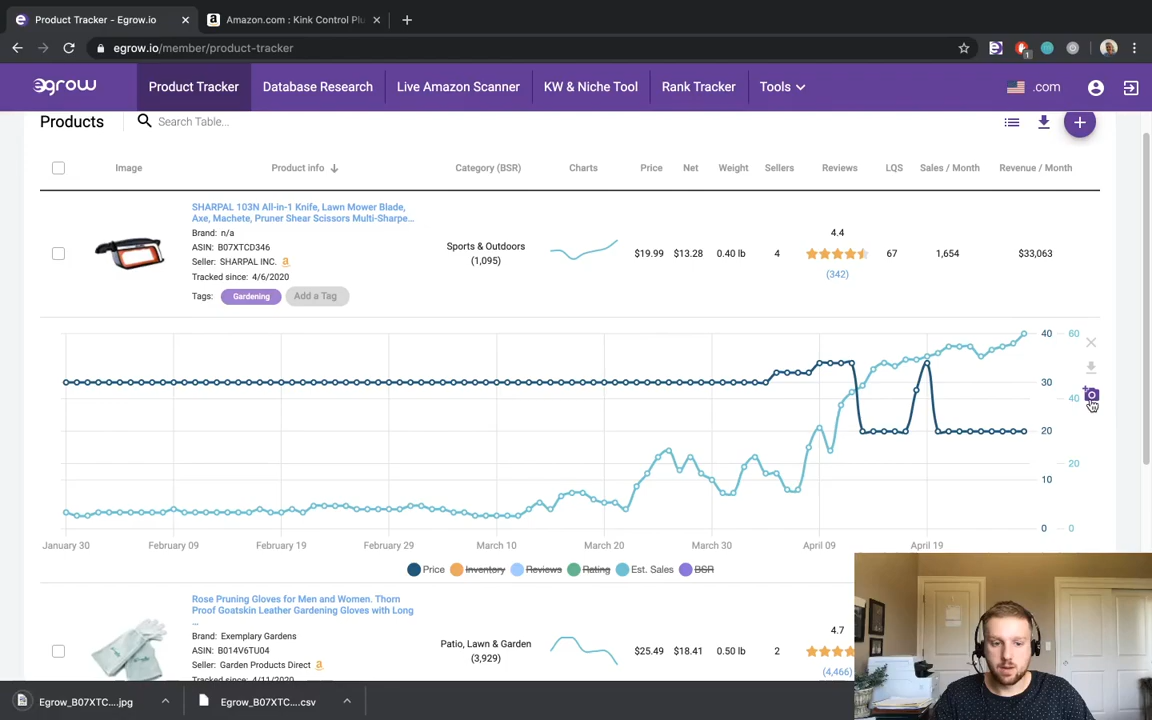 Product Tracker - Egrow.io
Amazon.com : Kink Control Plu
egrow.io/member/product-tracker
1
egrow
Product Tracker
Database Research
Live Amazon Scanner
KW & Niche Tool
Rank Tracker
Tools
.com
Products
Search Table...
Image
Product info
Category (BSR)
Charts
Price
Net
Weight
Sellers
Reviews
LQS
Sales / Month
Revenue / Month
SHARPAL 103N All-in-1 Knife, Lawn Mower Blade,
Axe, Machete, Pruner Shear Scissors Multi-Sharpe...
Brand: n/a
ASIN: B07XTCD346
Seller: SHARPAL INC. a
Tracked since: 4/6/2020
Tags: Gardening Add a Tag
Sports & Outdoors
(1,095)
$19.99
$13.28
0.40 lb
4
4.4
(342)
67
1,654
$33,063
40 60
30
40
20
20
10
0 0
January 30
February 09
February 19
February 29
March 10
March 20
March 30
April 09
April 19
Price
Inventory
Reviews
Rating
Est. Sales
BSR
Rose Pruning Gloves for Men and Women. Thorn
Proof Goatskin Leather Gardening Gloves with Long
...
Brand: Exemplary Gardens
ASIN: B014V6TU04
Seller: Garden Products Direct a
Tracked since: 4/11/2020
Patio, Lawn & Garden
(3,929)
$25.49
$18.41
0.50 lb
2
4.7
(4,466)
Egrow_B07XTC....jpg
Egrow_B07XTC....csv